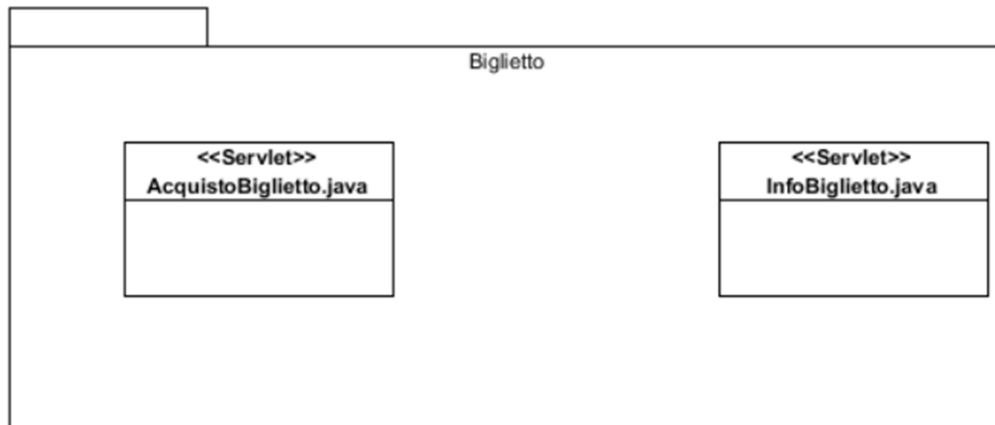 Biglietto
<<Servlet>>
AcquistoBiglietto.java
<<Servlet>>
InfoBiglietto.java